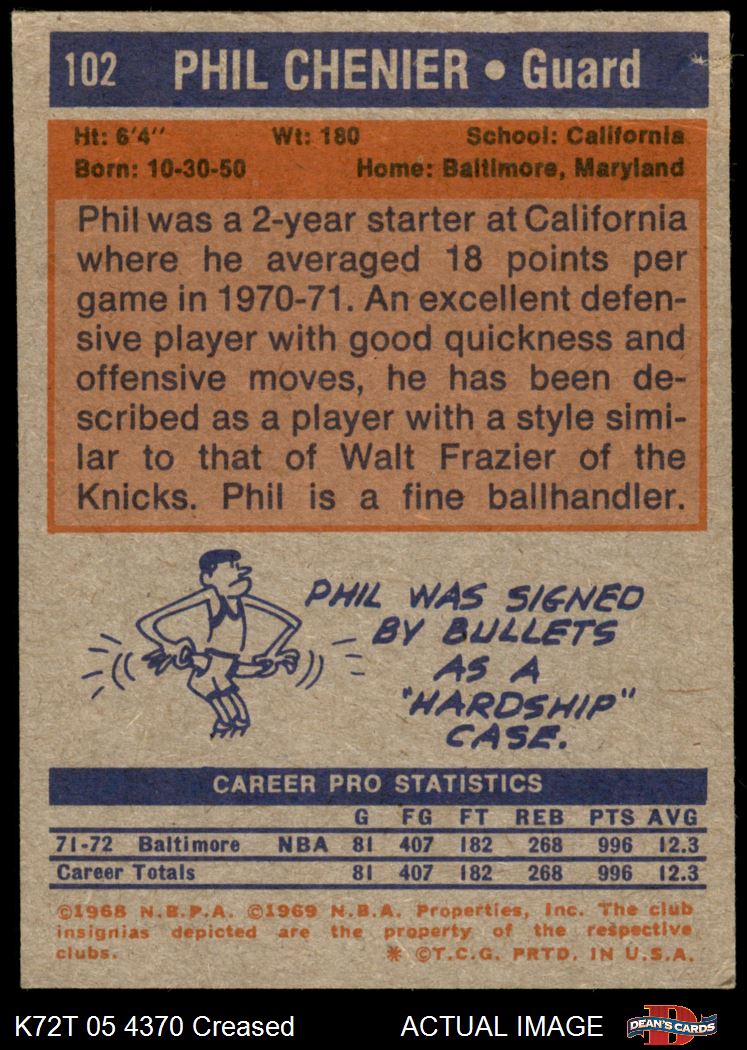 102 PHIL CHENIER • Guard
Ht: 6'4" Wt: 180 School: California
Born: 10-30-50 Home: Baltimore, Maryland
Phil was a 2-year starter at California
where he averaged 18 points per
game in 1970-71. An excellent defen-
sive player with good quickness and
offensive moves, he has been de-
scribed as a player with a style simi-
lar to that of Walt Frazier of the
Knicks. Phil is a fine ballhandler.
PHIL WAS SIGNED
BY BULLETS
AS A
"HARDSHIP"
CASE.
CAREER PRO STATISTICS
G FG FT REB PTS AVG
71-72 Baltimore NBA 81 407 182 268 996 12.3
Career Totals 81 407 182 268 996 12.3
©1968 N.B.P.A. ©1969 N.B.A. Properties, Inc. The club
insignias depicted are the property of the respective
clubs. * ©T.C.G. PRTD. IN U.S.A.
K72T 05 4370 Creased ACTUAL IMAGE D DEAN'S CARDS